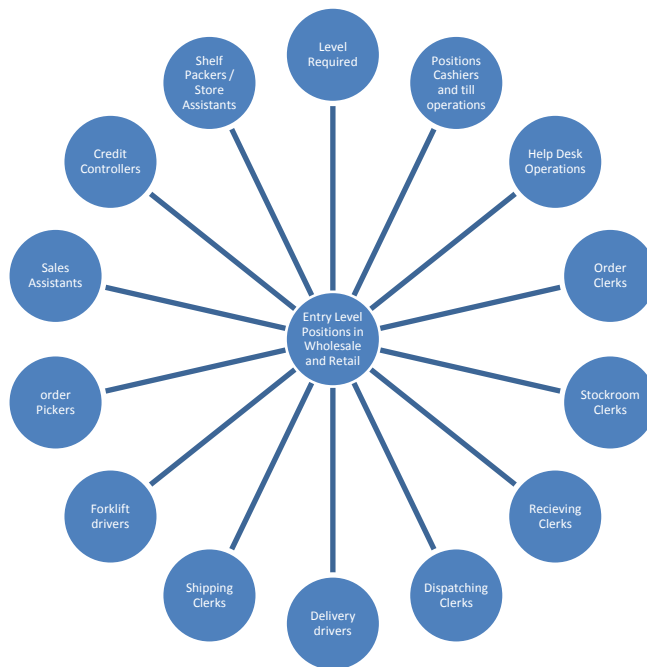 Level
Required
Positions
Cashiers
and till
operations
Help Desk
Operations
Order
Clerks
Stockroom
Clerks
Recieving
Clerks
Dispatching
Clerks
Delivery
drivers
Shipping
Clerks
Forklift
drivers
order
Pickers
Sales
Assistants
Credit
Controllers
Shelf
Packers /
Store
Assistants
Entry Level
Positions in
Wholesale
and Retail